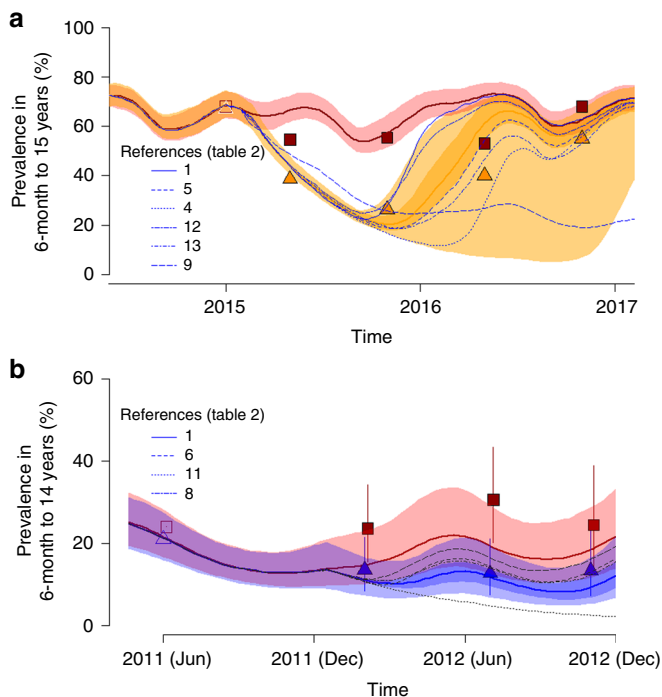 a
Prevalence in
6-month to 15 years (%)
100
80
60
40
20
0
References (table 2)
1
5
4
12
13
9
2015
2016
2017
Time
b
Prevalence in
6-month to 14 years (%)
60
40
20
0
References (table 2)
1
6
11
8
2011 (Jun)
2011 (Dec)
2012 (Jun)
2012 (Dec)
Time